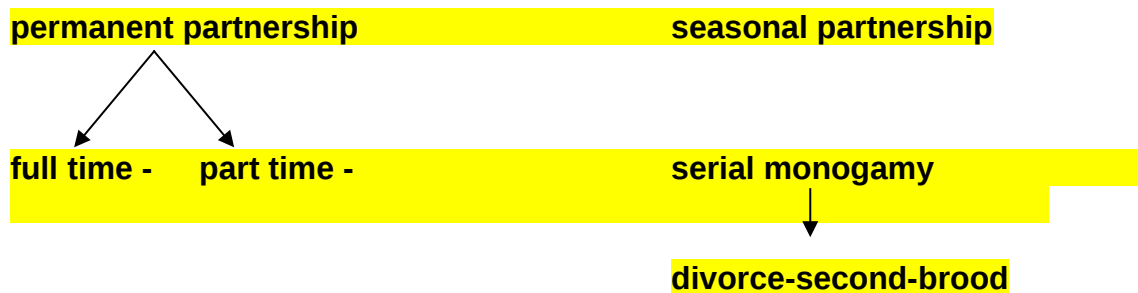 permanent partnership seasonal partnership
full time - part time - serial monogamy
divorce-second-brood